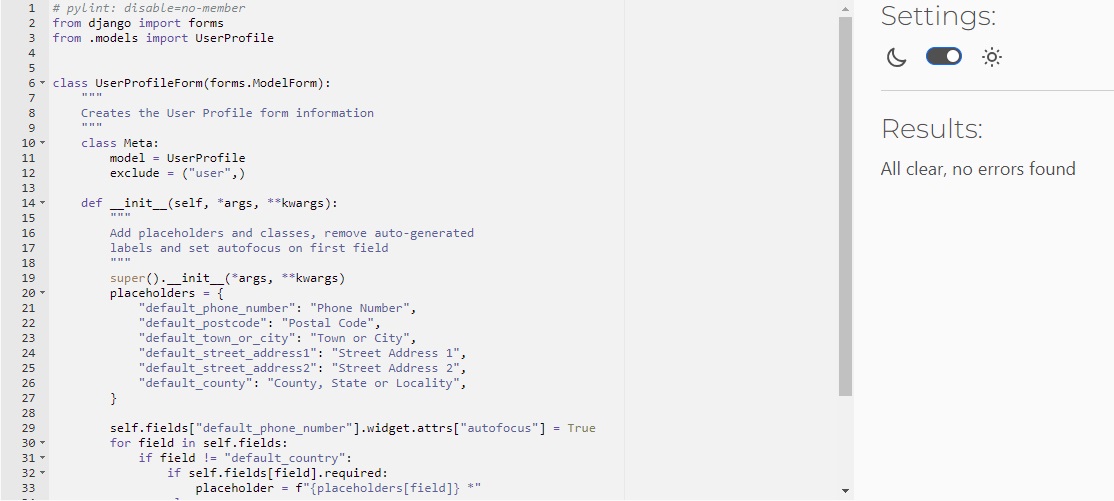 1 # pylint: disable=no-member
2 from django import forms
3 from .models import UserProfile
4
5
6 class UserProfileForm(forms.ModelForm):
7     """
8     Creates the User Profile form information
9     """
10     class Meta:
11         model = UserProfile
12         exclude = ("user",)
13
14     def __init__(self, *args, **kwargs):
15         """
16         Add placeholders and classes, remove auto-generated
17         labels and set autofocus on first field
18         """
19         super().__init__(*args, **kwargs)
20         placeholders = {
21             "default_phone_number": "Phone Number",
22             "default_postcode": "Postal Code",
23             "default_town_or_city": "Town or City",
24             "default_street_address1": "Street Address 1",
25             "default_street_address2": "Street Address 2",
26             "default_county": "County, State or Locality",
27         }
28
29         self.fields["default_phone_number"].widget.attrs["autofocus"] = True
30         for field in self.fields:
31             if field != "default_country":
32                 if self.fields[field].required:
33                     placeholder = f"{placeholders[field]} *"
Settings:
Results:
All clear, no errors found